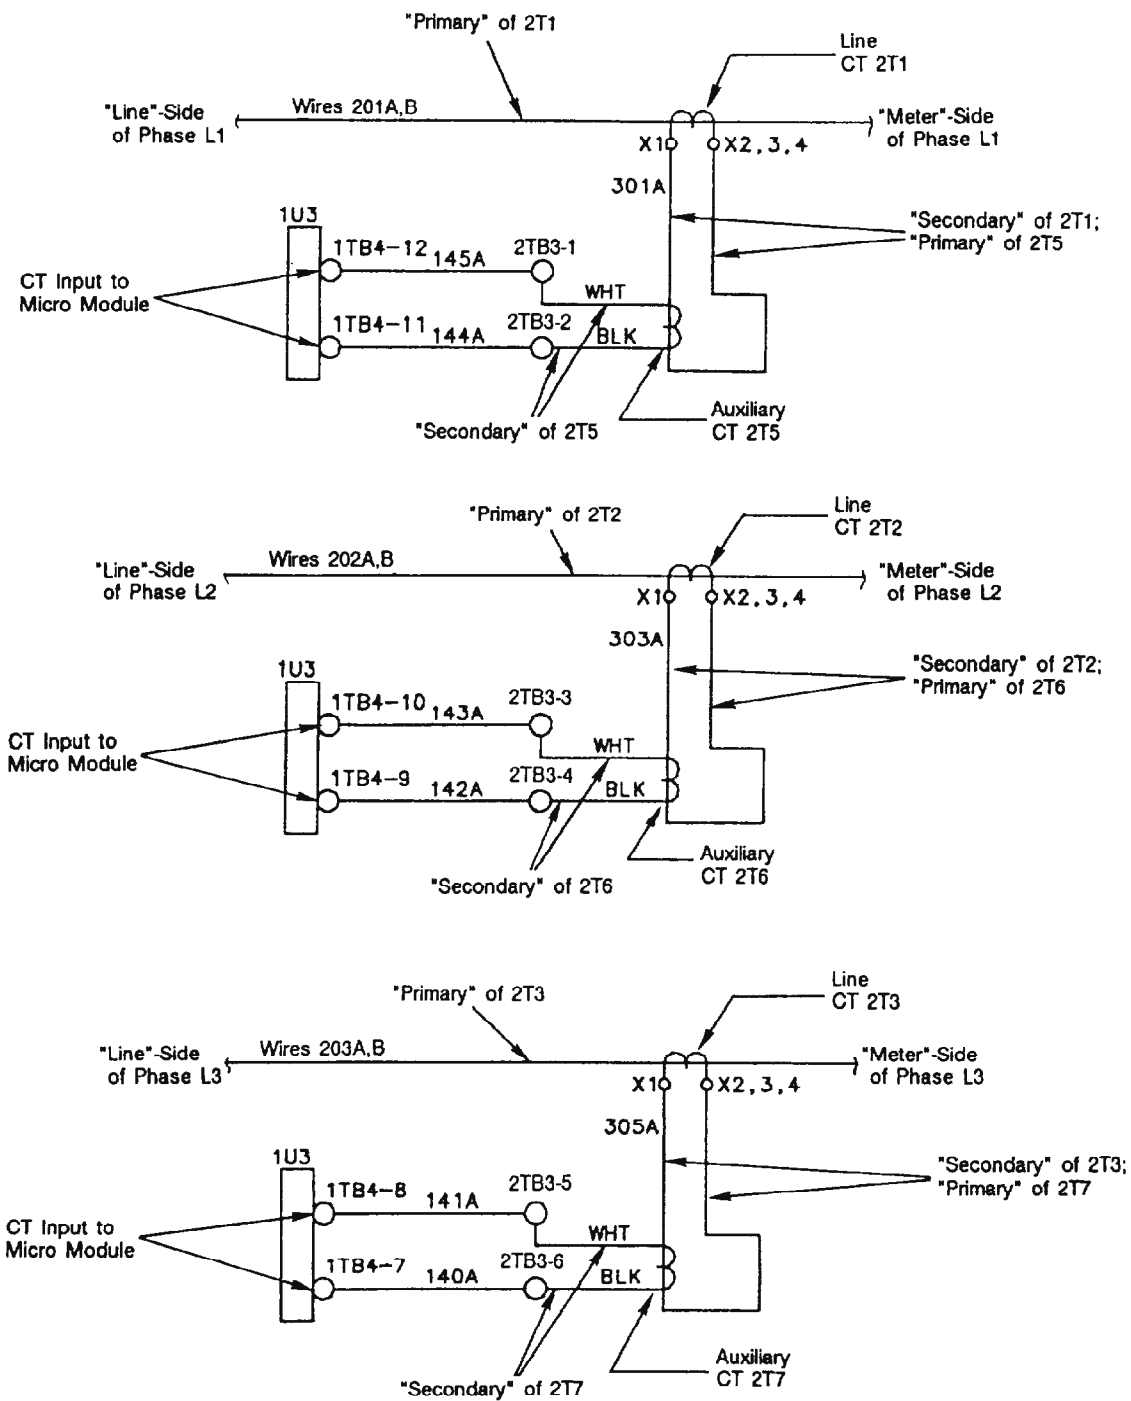 "Primary" of 2T1
Line
CT 2T1
"Line"-Side
of Phase L1
Wires 201A,B
"Meter"-Side
of Phase L1
X1
X2,3,4
301A
"Secondary" of 2T1;
"Primary" of 2T5
1U3
1TB4-12
145A
2TB3-1
CT Input to
Micro Module
WHT
1TB4-11
144A
2TB3-2
BLK
Auxiliary
CT 2T5
"Secondary" of 2T5
"Primary" of 2T2
Line
CT 2T2
Wires 202A,B
"Line"-Side
of Phase L2
"Meter"-Side
of Phase L2
X1
X2,3,4
303A
"Secondary" of 2T2;
"Primary" of 2T6
1U3
1TB4-10
143A
2TB3-3
CT Input to
Micro Module
WHT
1TB4-9
142A
2TB3-4
BLK
Auxiliary
CT 2T6
"Secondary" of 2T6
"Primary" of 2T3
Line
CT 2T3
"Line"-Side
of Phase L3
Wires 203A,B
"Meter"-Side
of Phase L3
X1
X2,3,4
305A
"Secondary" of 2T3;
"Primary" of 2T7
1U3
1TB4-8
141A
2TB3-5
CT Input to
Micro Module
WHT
1TB4-7
140A
2TB3-6
BLK
Auxiliary
CT 2T7
"Secondary" of 2T7